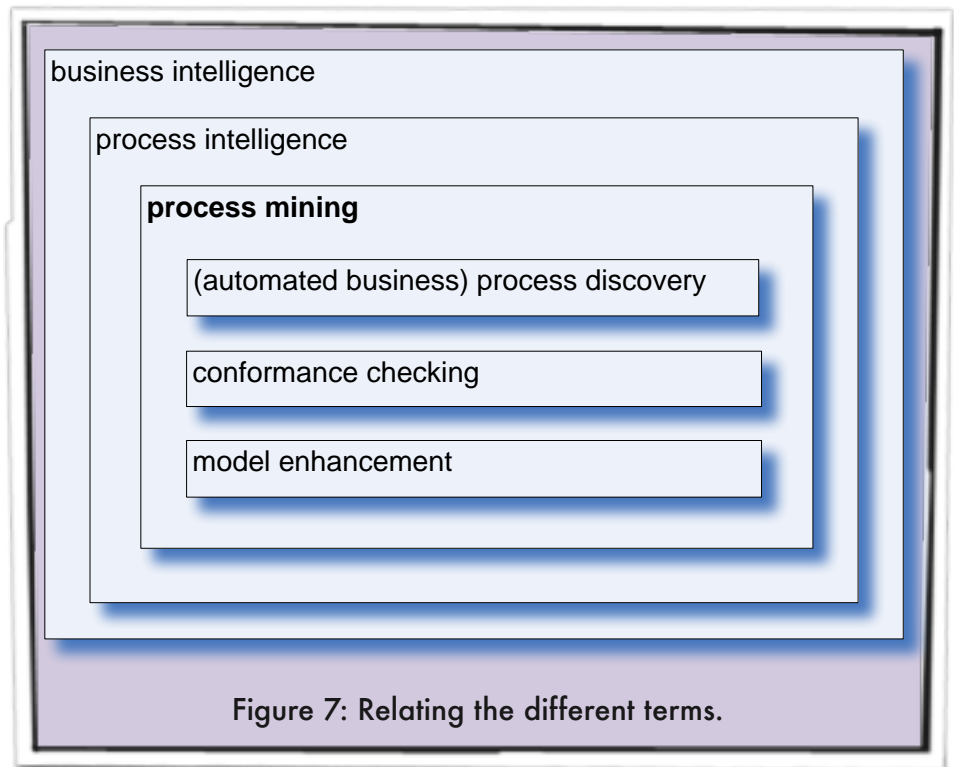 business intelligence
process intelligence
process mining
(automated business) process discovery
conformance checking
model enhancement
Figure 7: Relating the different terms.